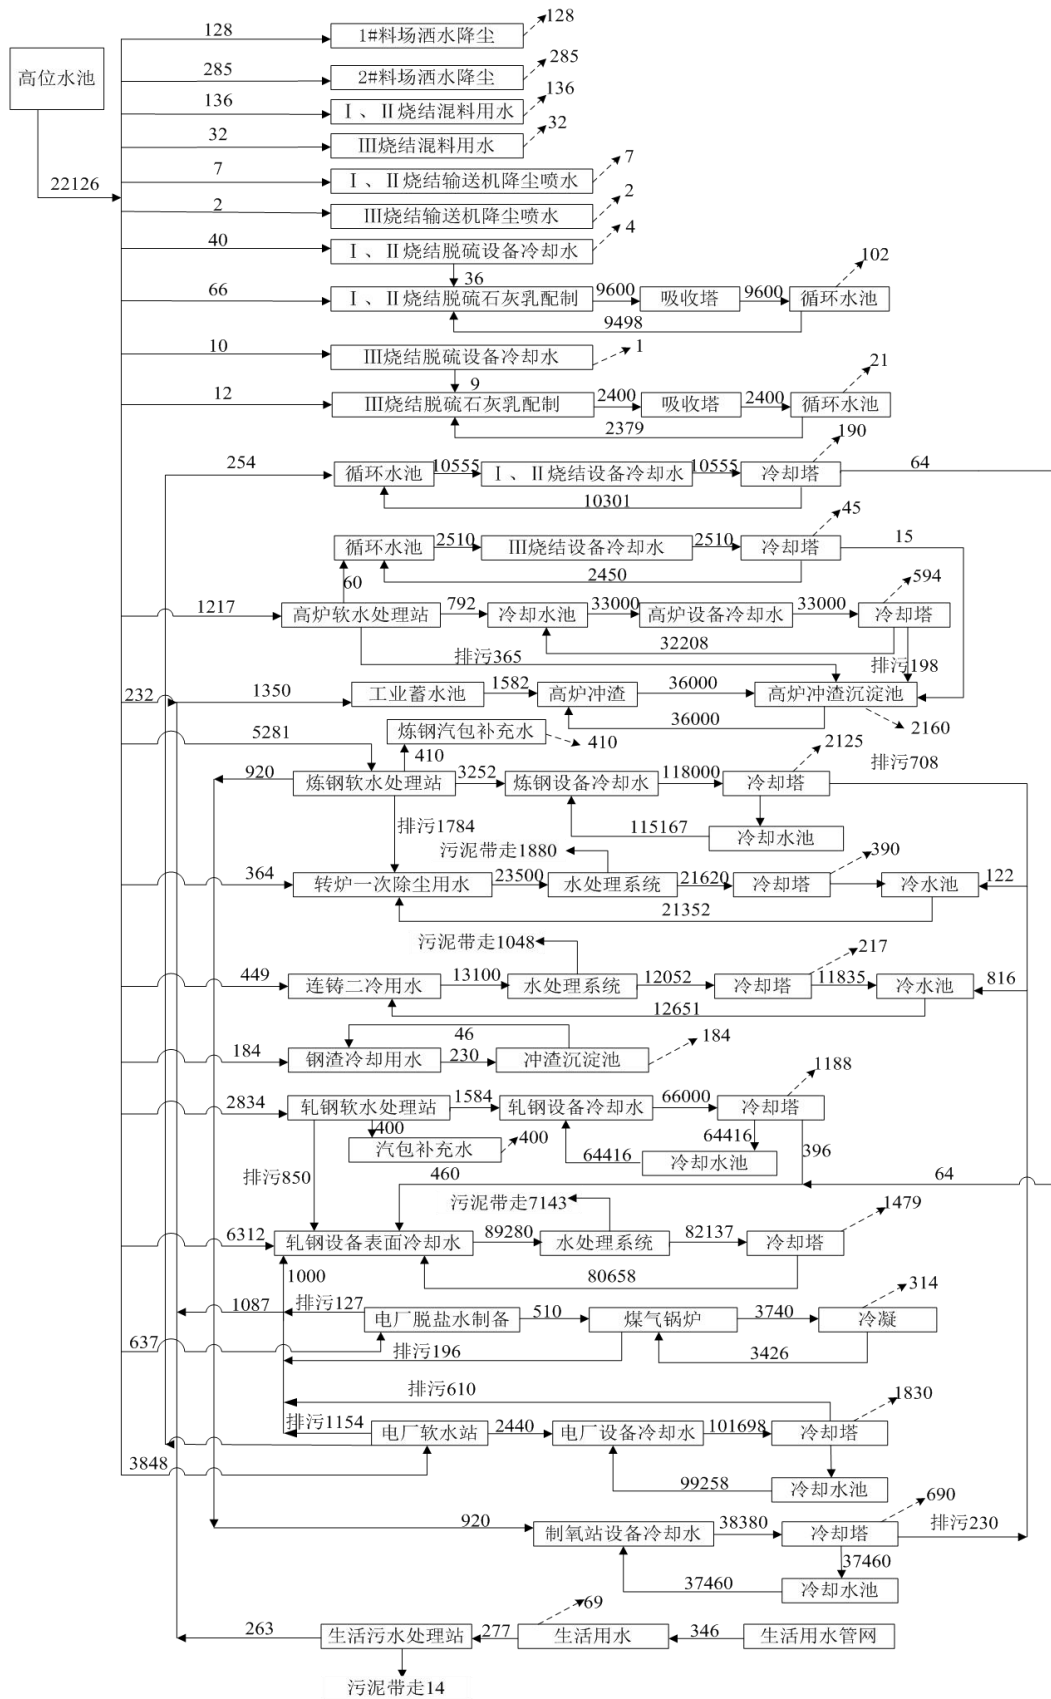 128
1#料场洒水降尘
128
高位水池
285
2#料场洒水降尘
285
136
Ⅰ、Ⅱ烧结混料用水
136
32
Ⅲ烧结混料用水
32
22126
7
Ⅰ、Ⅱ烧结输送机降尘喷水
7
2
Ⅲ烧结输送机降尘喷水
2
40
Ⅰ、Ⅱ烧结脱硫设备冷却水
4
36
102
66
Ⅰ、Ⅱ烧结脱硫石灰乳配制
9600
吸收塔
9600
循环水池
9498
10
Ⅲ烧结脱硫设备冷却水
1
9
21
12
Ⅲ烧结脱硫石灰乳配制
2400
吸收塔
2400
循环水池
2379
190
254
循环水池
10555
Ⅰ、Ⅱ烧结设备冷却水
10555
冷却塔
64
10301
45
循环水池
2510
Ⅲ烧结设备冷却水
2510
冷却塔
15
2450
60
594
1217
高炉软水处理站
792
冷却水池
33000
高炉设备冷却水
33000
冷却塔
32208
排污365
排污198
232
1350
工业蓄水池
1582
高炉冲渣
36000
高炉冲渣沉淀池
36000
2160
炼钢汽包补充水
410
5281
410
2125
排污708
920
炼钢软水处理站
3252
炼钢设备冷却水
118000
冷却塔
排污1784
115167
冷却水池
污泥带走1880
390
364
转炉一次除尘用水
23500
水处理系统
21620
冷却塔
冷水池
122
21352
污泥带走1048
217
449
连铸二冷用水
13100
水处理系统
12052
冷却塔
11835
冷水池
816
12651
46
184
184
钢渣冷却用水
230
冲渣沉淀池
1188
2834
轧钢软水处理站
1584
轧钢设备冷却水
66000
冷却塔
400
汽包补充水
400
64416
64416
冷却水池
396
排污850
460
64
污泥带走7143
1479
6312
轧钢设备表面冷却水
89280
水处理系统
82137
冷却塔
1000
80658
314
1087
排污127
电厂脱盐水制备
510
煤气锅炉
3740
冷凝
637
排污196
3426
排污610
1830
排污1154
电厂软水站
2440
电厂设备冷却水
101698
冷却塔
3848
99258
冷却水池
690
920
制氧站设备冷却水
38380
冷却塔
排污230
37460
37460
冷却水池
69
263
生活污水处理站
277
生活用水
346
生活用水管网
污泥带走14